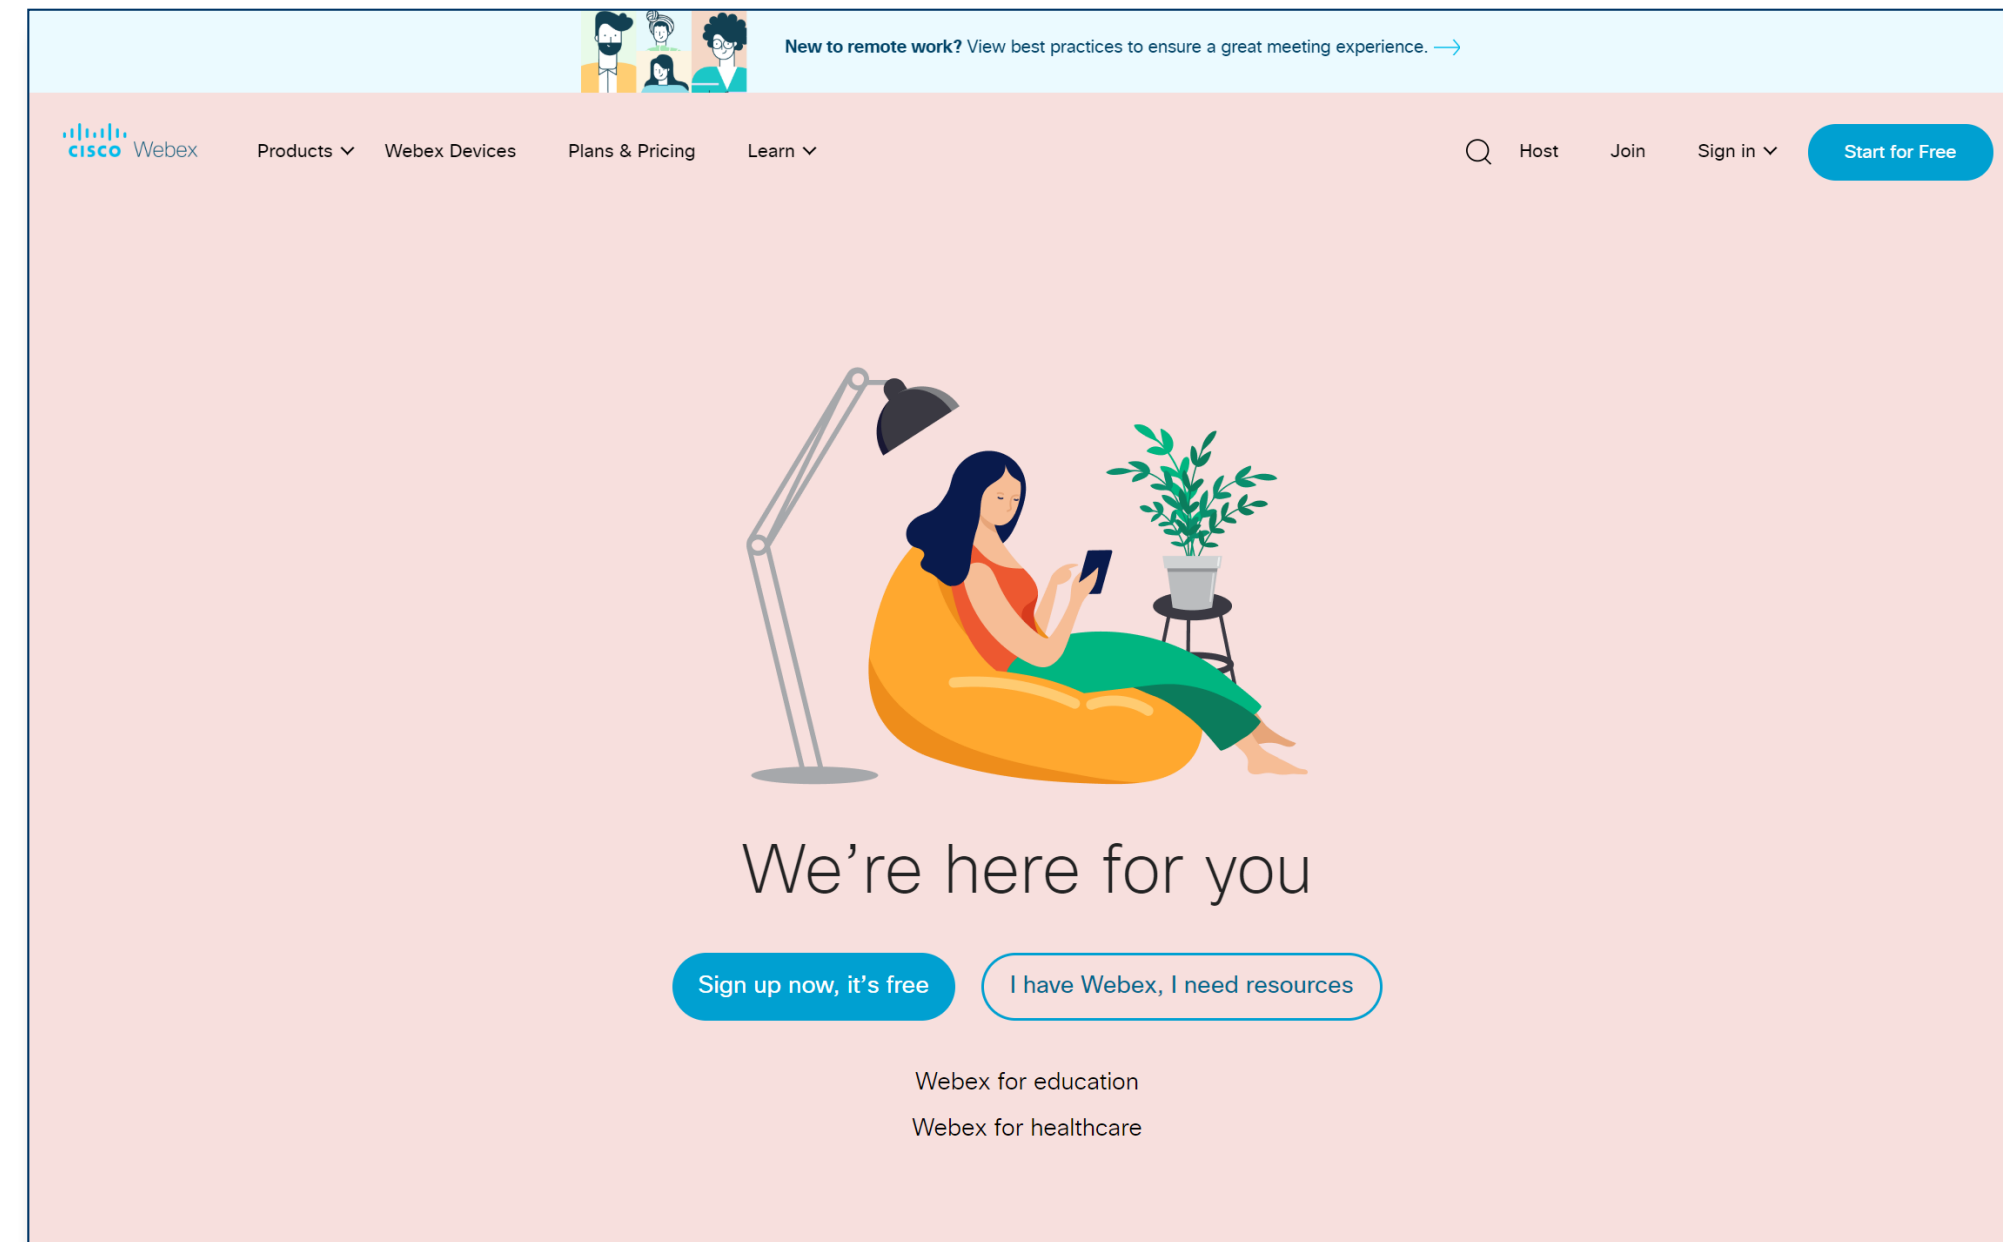 New to remote work? View best practices to ensure a great meeting experience.
CISCO Webex Products Webex Devices Plans & Pricing Learn Host Join Sign in Start for Free
We’re here for you
Sign up now, it’s free I have Webex, I need resources
Webex for education
Webex for healthcare